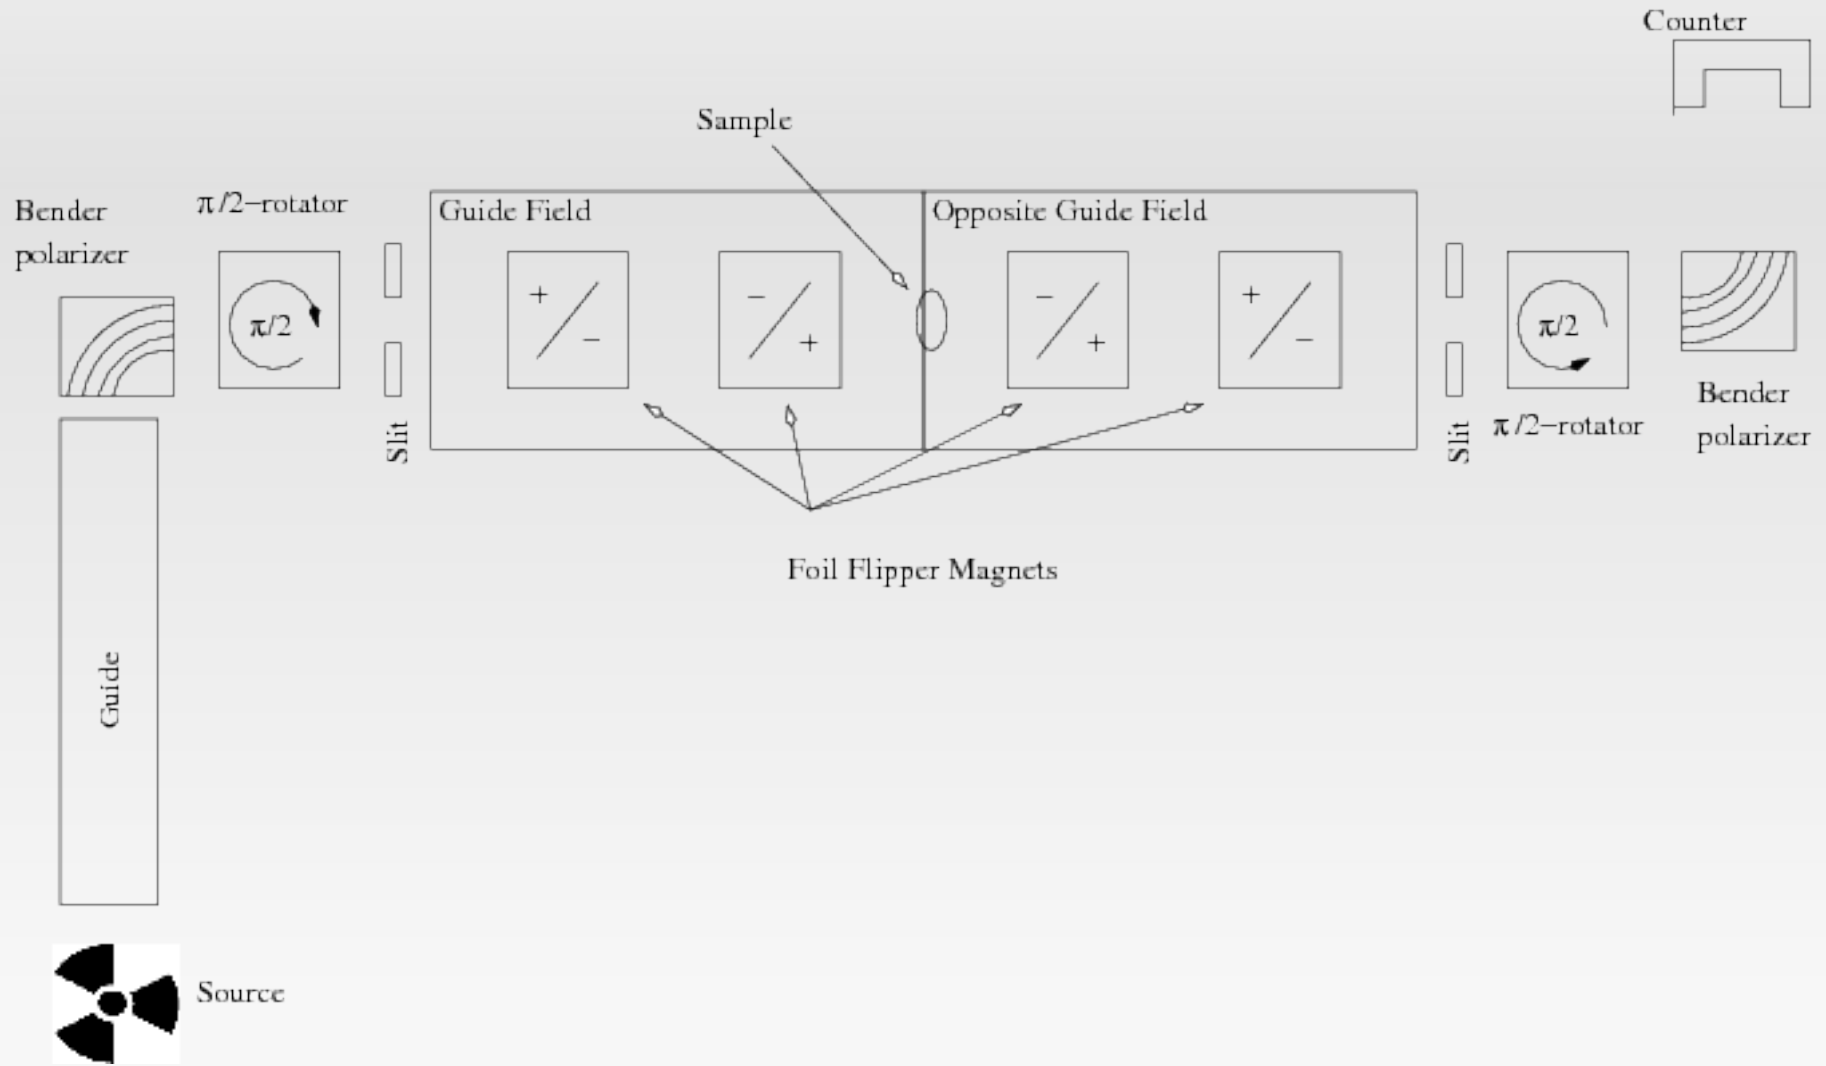 Counter
Sample
Bender
polarizer
π/2−rotator
Guide Field
Opposite Guide Field
+
−
−
+
−
+
+
−
π/2
π/2
Slit
Slit
π/2−rotator
Bender
polarizer
Foil Flipper Magnets
Guide
Source